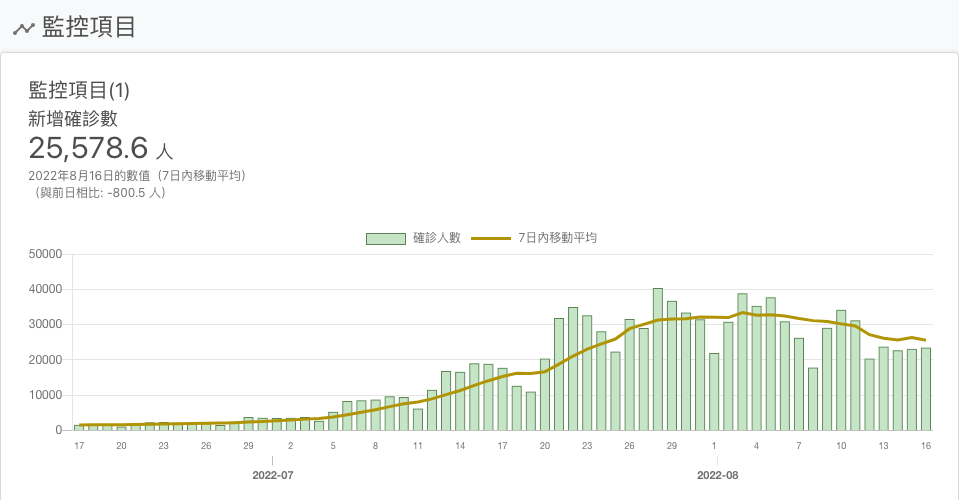 監控項目
監控項目(1)
新增確診數
25,578.6 人
2022年8月16日的數值（7日內移動平均）
（與前日相比: -800.5 人）
確診人數 7日內移動平均
50000
40000
30000
20000
10000
0
17 20 23 26 29 2 5 8 11 14 17 20 23 26 29 1 4 7 10 13 16
2022-07 2022-08